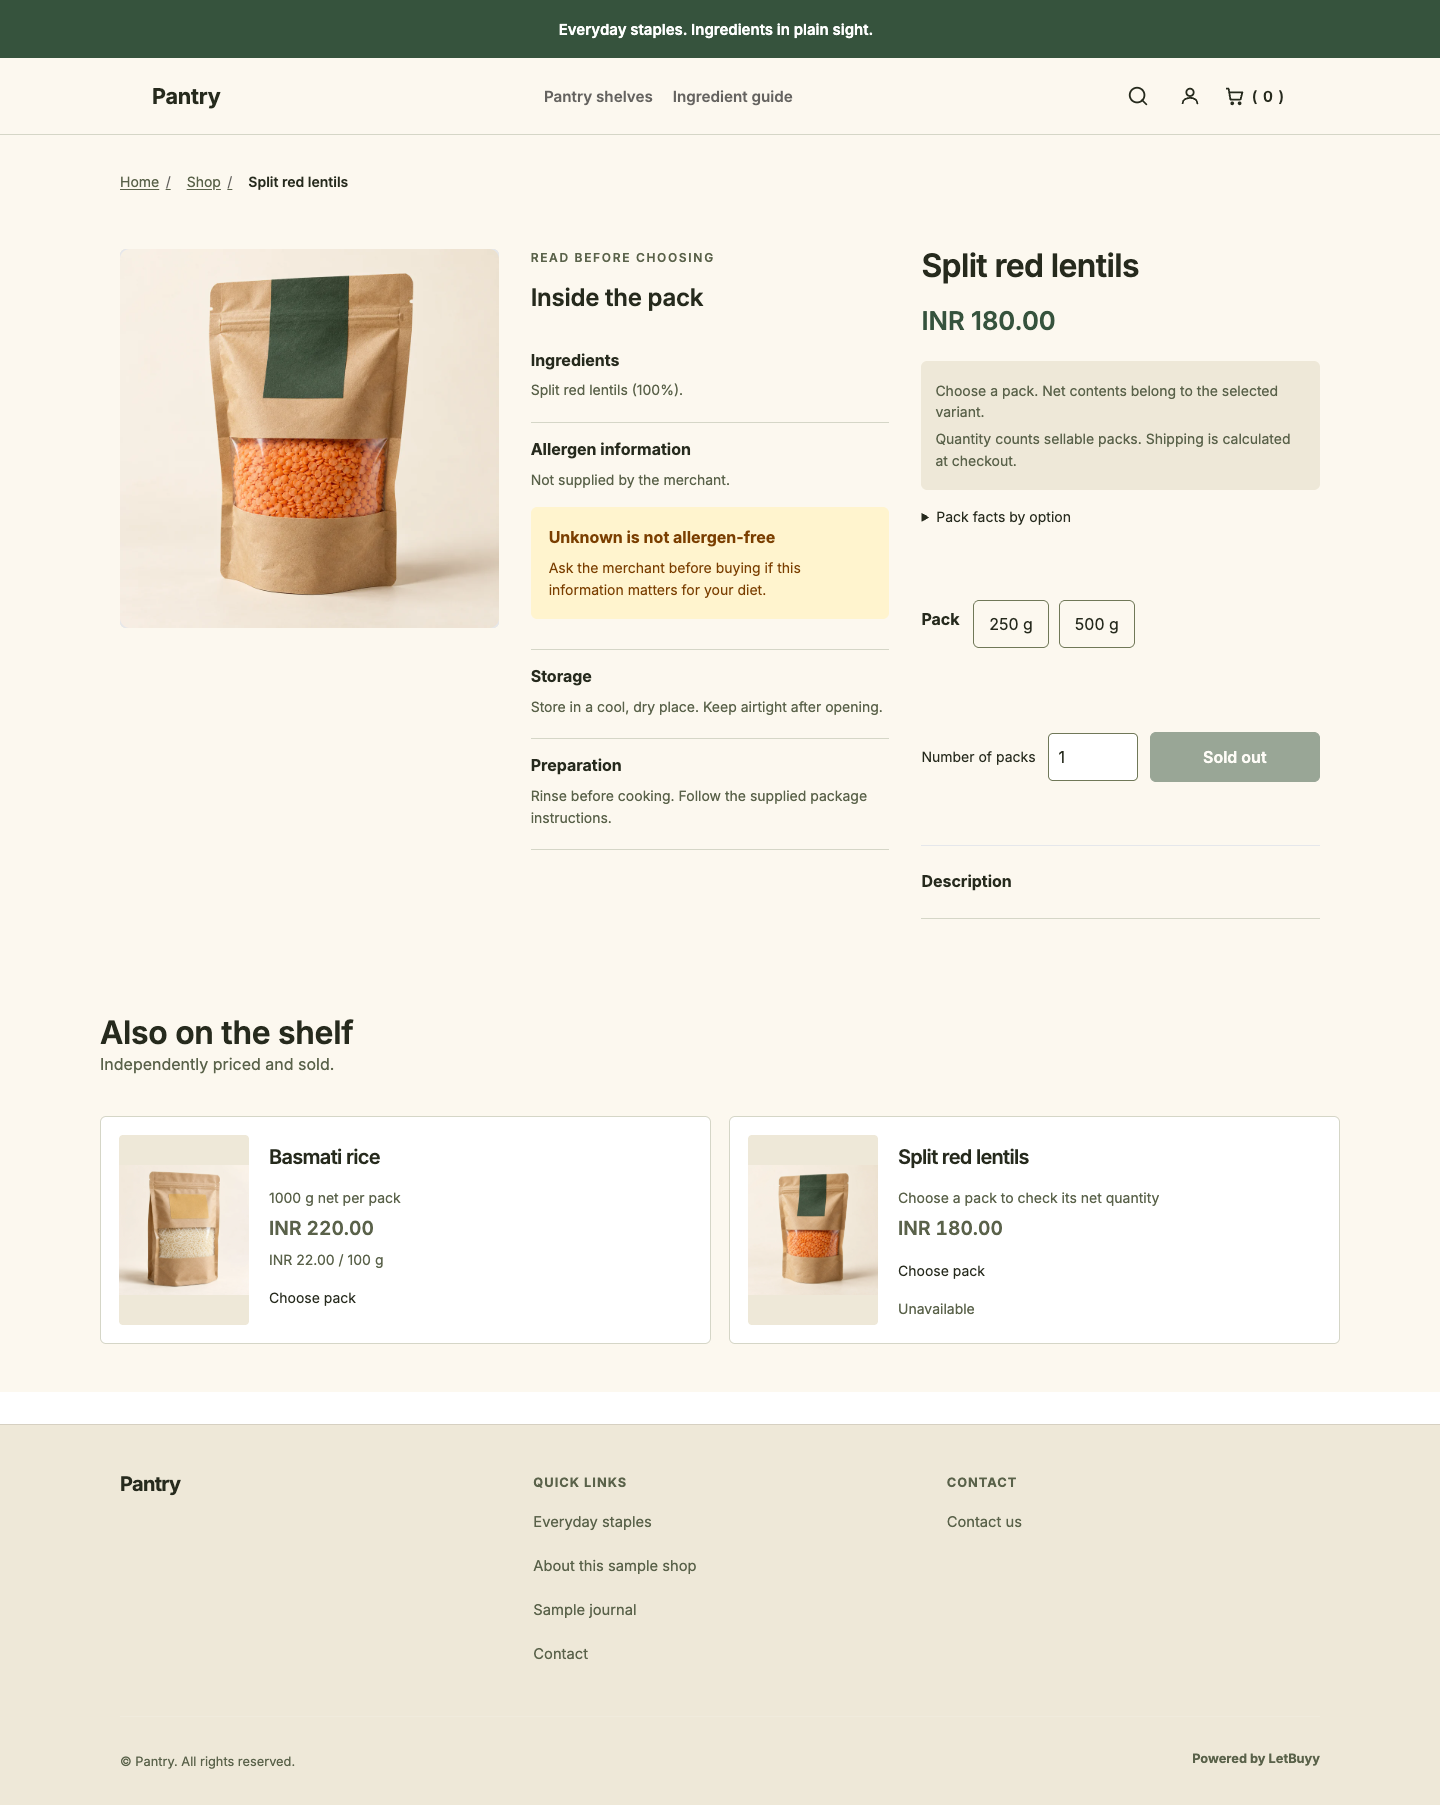 Everyday staples. Ingredients in plain sight.
Pantry
Pantry shelves
Ingredient guide
( 0 )
Home / Shop / Split red lentils
READ BEFORE CHOOSING
Inside the pack
Ingredients
Split red lentils (100%).
Allergen information
Not supplied by the merchant.
Unknown is not allergen-free
Ask the merchant before buying if this
information matters for your diet.
Storage
Store in a cool, dry place. Keep airtight after opening.
Preparation
Rinse before cooking. Follow the supplied package
instructions.
Split red lentils
INR 180.00
Choose a pack. Net contents belong to the selected
variant.
Quantity counts sellable packs. Shipping is calculated
at checkout.
Pack facts by option
Pack
250 g
500 g
Number of packs
1
Sold out
Description
Also on the shelf
Independently priced and sold.
Basmati rice
1000 g net per pack
INR 220.00
INR 22.00 / 100 g
Choose pack
Split red lentils
Choose a pack to check its net quantity
INR 180.00
Choose pack
Unavailable
Pantry
QUICK LINKS
Everyday staples
About this sample shop
Sample journal
Contact
CONTACT
Contact us
© Pantry. All rights reserved.
Powered by LetBuyy